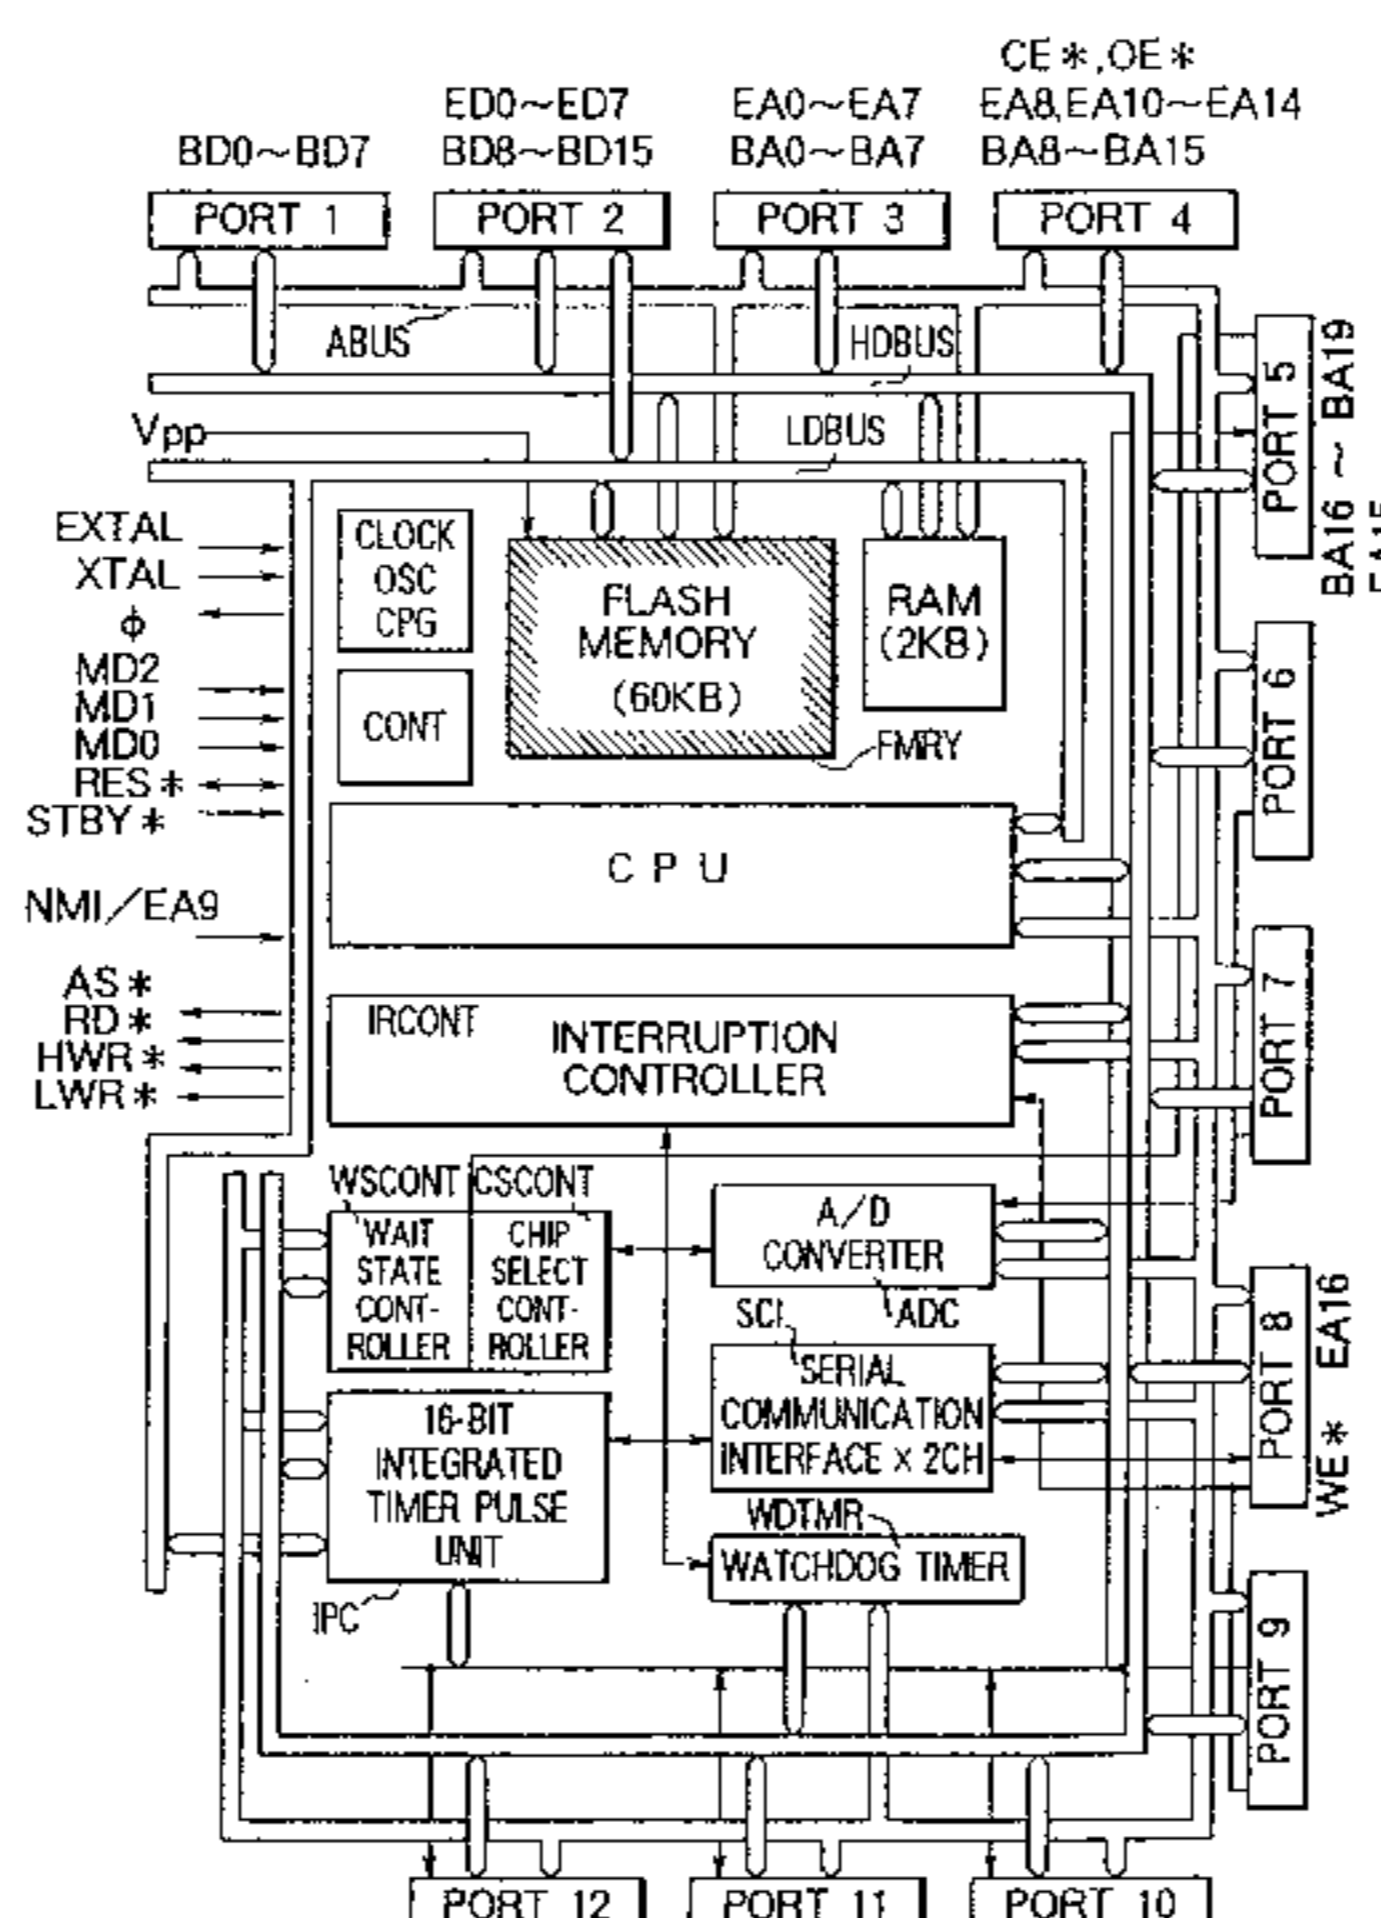 CE*,OE*
ED0~ED7
EA0~EA7
EA8,EA10~EA14
BD0~BD7
BD8~BD15
BA0~BA7
BA8~BA15
PORT 1
PORT 2
PORT 3
PORT 4
ABUS
HDBUS
PORT 5
BA16 ~ BA19
Vpp
LDBUS
EXTAL
XTAL
ϕ
MD2
MD1
MD0
RES*
STBY*
CLOCK
OSC
CPG
CONT
FLASH
MEMORY
(60KB)
RAM
(2KB)
FMRY
PORT 6
CPU
NMI/EA9
AS*
RD*
HWR*
LWR*
PORT 7
IRCONT
INTERRUPTION
CONTROLLER
WSCONT
CSCONT
WAIT
STATE
CONT-
ROLLER
CHIP
SELECT
CONT-
ROLLER
A/D
CONVERTER
ADC
SCI
SERIAL
COMMUNICATION
INTERFACE × 2CH
PORT 8
WE* EA16
16-BIT
INTEGRATED
TIMER PULSE
UNIT
IPC
WDTMR
WATCHDOG TIMER
PORT 9
PORT 12
PORT 11
PORT 10